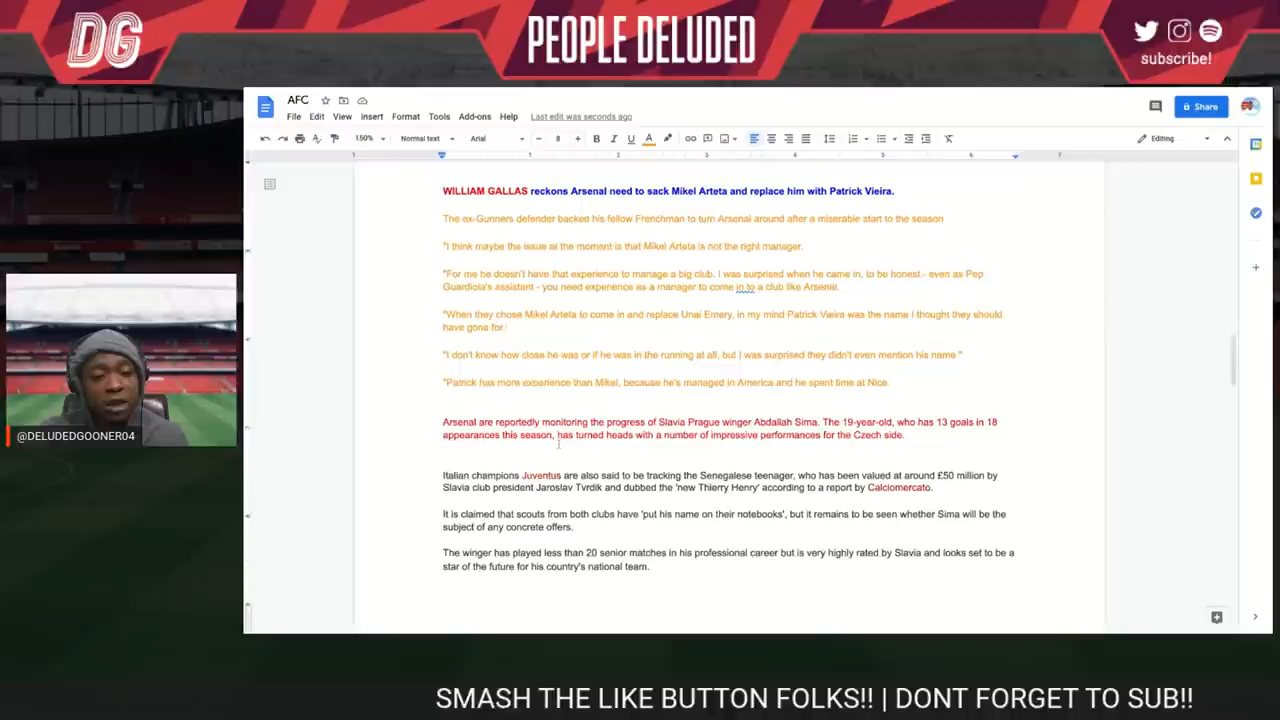 DG
PEOPLE DELUDED
subscribe!
AFC
Share
File Edit View Insert Format Tools Add-ons Help Last edit was seconds ago
150% Normal text Arial - 8 + B I U A Editing
1 1 2 3 4 5 6 7
WILLIAM GALLAS reckons Arsenal need to sack Mikel Arteta and replace him with Patrick Vieira.
The ex-Gunners defender backed his fellow Frenchman to turn Arsenal around after a miserable start to the season
"I think maybe the issue at the moment is that Mikel Arteta is not the right manager.
"For me he doesn't have that experience to manage a big club. I was surprised when he came in, to be honest - even as Pep
Guardiola's assistant - you need experience as a manager to come in to a club like Arsenal.
"When they chose Mikel Arteta to come in and replace Unai Emery, in my mind Patrick Vieira was the name I thought they should
have gone for.
"I don't know how close he was or if he was in the running at all, but I was surprised they didn't even mention his name "
"Patrick has more experience than Mikel, because he's managed in America and he spent time at Nice.
Arsenal are reportedly monitoring the progress of Slavia Prague winger Abdallah Sima. The 19-year-old, who has 13 goals in 18
appearances this season, has turned heads with a number of impressive performances for the Czech side.
Italian champions Juventus are also said to be tracking the Senegalese teenager, who has been valued at around £50 million by
Slavia club president Jaroslav Tvrdik and dubbed the 'new Thierry Henry' according to a report by Calciomercato.
It is claimed that scouts from both clubs have 'put his name on their notebooks', but it remains to be seen whether Sima will be the
subject of any concrete offers.
The winger has played less than 20 senior matches in his professional career but is very highly rated by Slavia and looks set to be a
star of the future for his country's national team.
@DELUDEDGOONER04
SMASH THE LIKE BUTTON FOLKS!! | DONT FORGET TO SUB!!